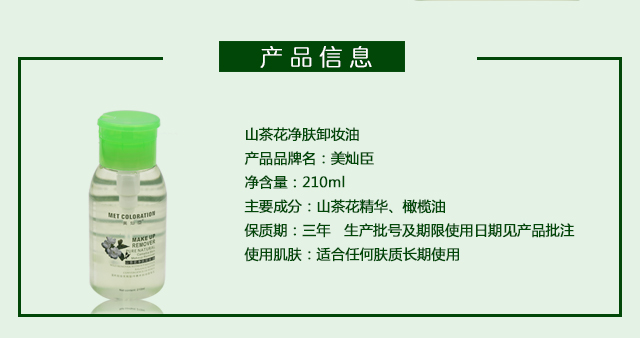 产品信息
山茶花净肤卸妆油
产品品牌名：美灿臣
净含量：210ml
主要成分：山茶花精华、橄榄油
保质期：三年 生产批号及期限使用日期见产品批注
使用肌肤：适合任何肤质长期使用
MET COLORATION
MAKE UP
REMOVER
PURE NATURAL